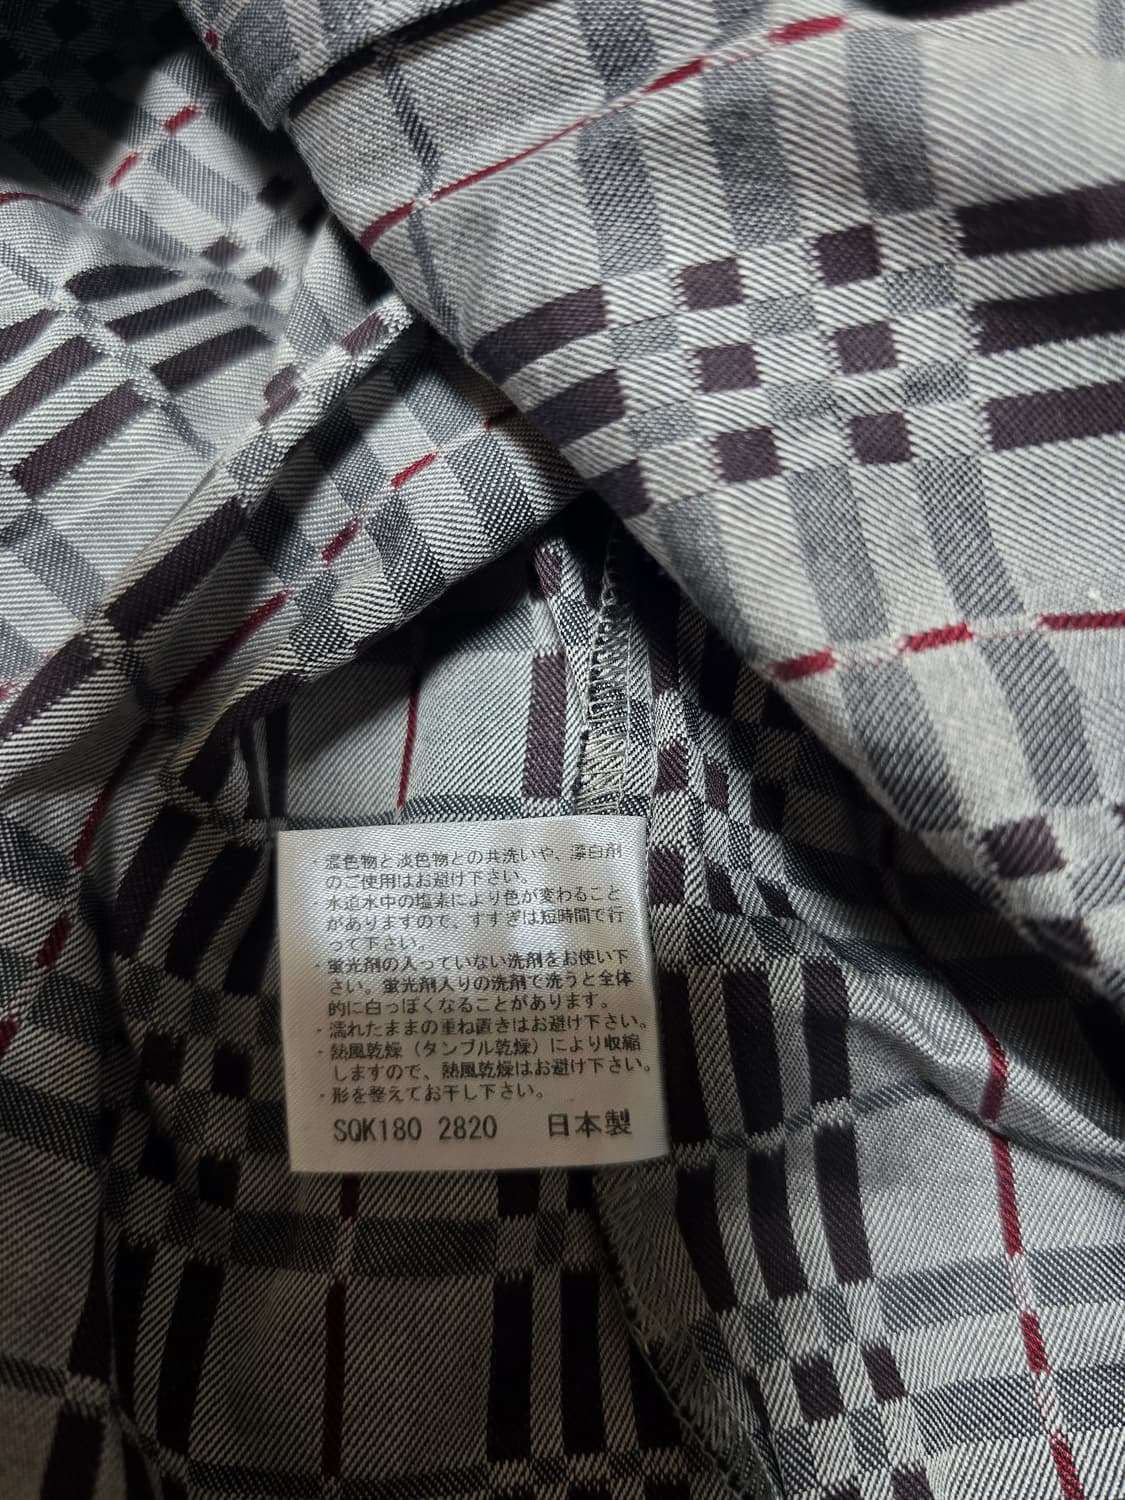 ・濃色物と淡色物との共洗いや、漂白剤
のご使用はお避け下さい。
水道水中の塩素により色が変わること
がありますので、すすぎは短時間で行
って下さい。
・蛍光剤の入っていない洗剤をお使い下
さい。蛍光剤入りの洗剤で洗うと全体
的に白っぽくなることがあります。
・濡れたままの重ね置きはお避け下さい。
・熱風乾燥（タンブル乾燥）により収縮
しますので、熱風乾燥はお避け下さい。
・形を整えてお干し下さい。
SQK180 2820 日本製